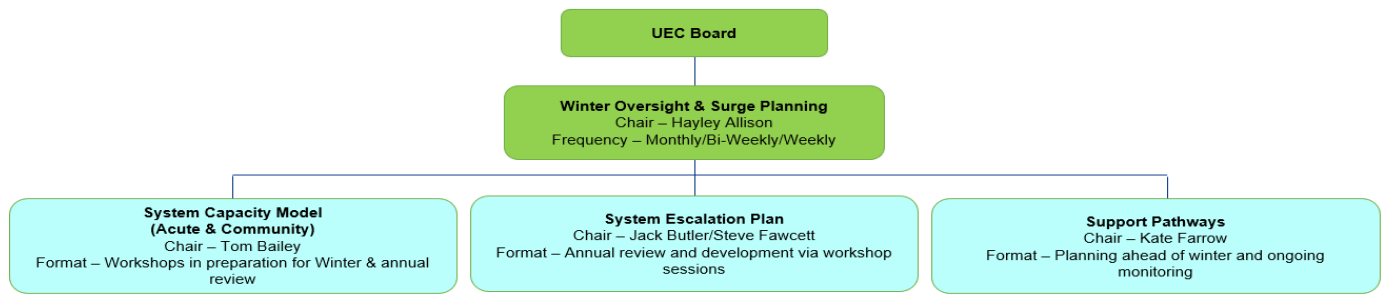 UEC Board
Winter Oversight & Surge Planning
Chair – Hayley Allison
Frequency – Monthly/Bi-Weekly/Weekly
System Capacity Model
(Acute & Community)
Chair – Tom Bailey
Format – Workshops in preparation for Winter & annual
review
System Escalation Plan
Chair – Jack Butler/Steve Fawcett
Format – Annual review and development via workshop
sessions
Support Pathways
Chair – Kate Farrow
Format – Planning ahead of winter and ongoing
monitoring